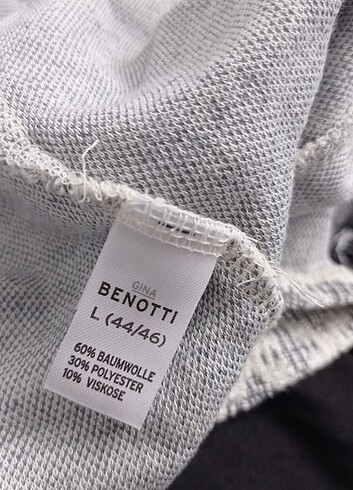 GINA
BENOTTI
L (44/46)
60% BAUMWOLLE
30% POLYESTER
10% VISKOSE